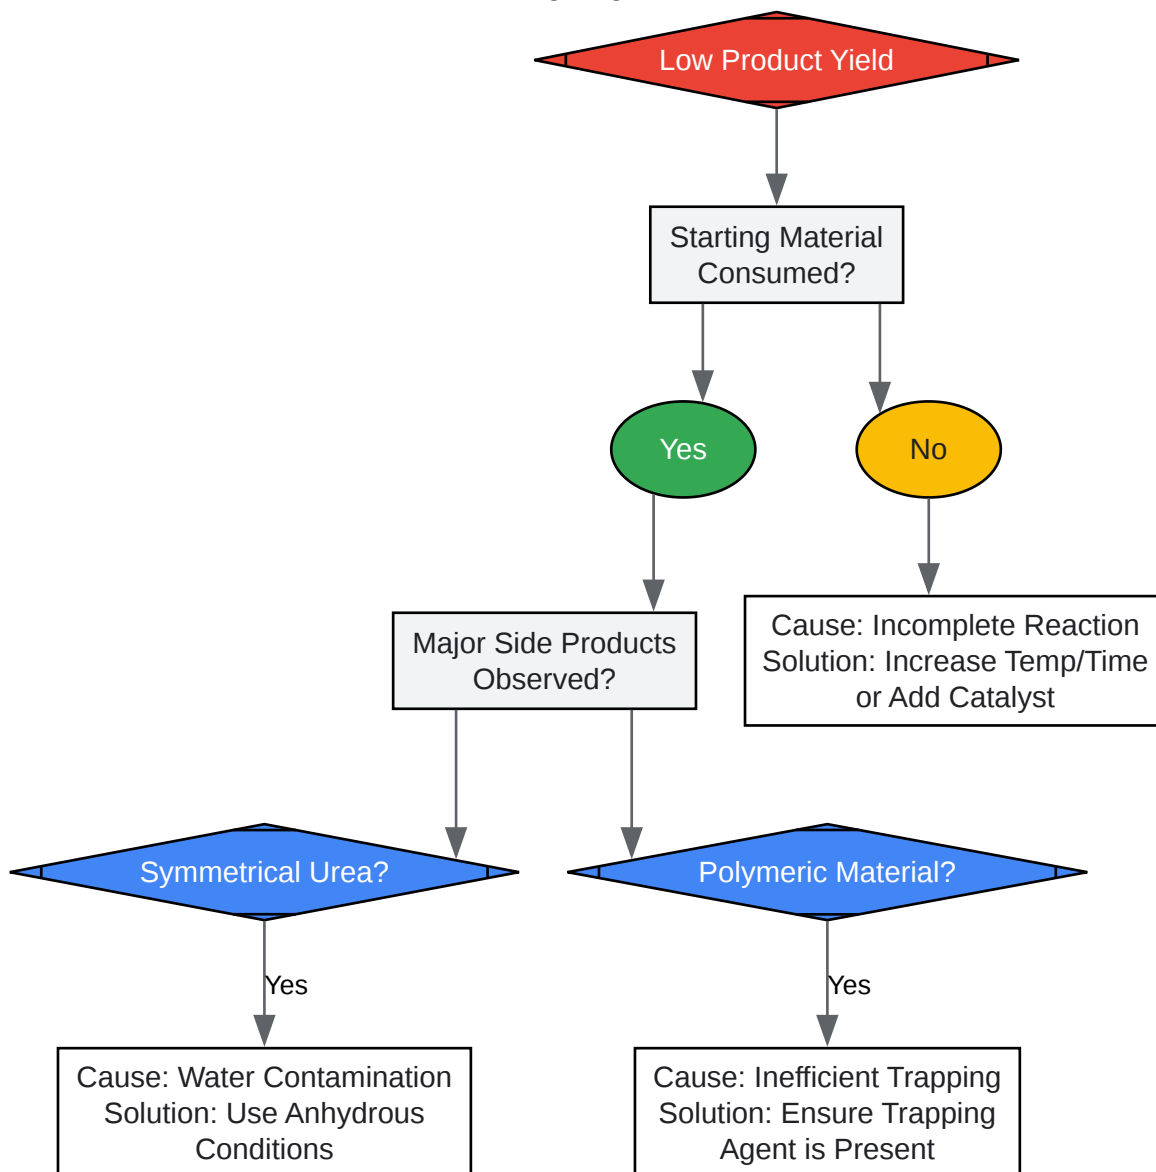 Low Product Yield
Starting Material
Consumed?
Yes
No
Major Side Products
Observed?
Cause: Incomplete Reaction
Solution: Increase Temp/Time
or Add Catalyst
Symmetrical Urea?
Polymeric Material?
Yes
Yes
Cause: Water Contamination
Solution: Use Anhydrous
Conditions
Cause: Inefficient Trapping
Solution: Ensure Trapping
Agent is Present